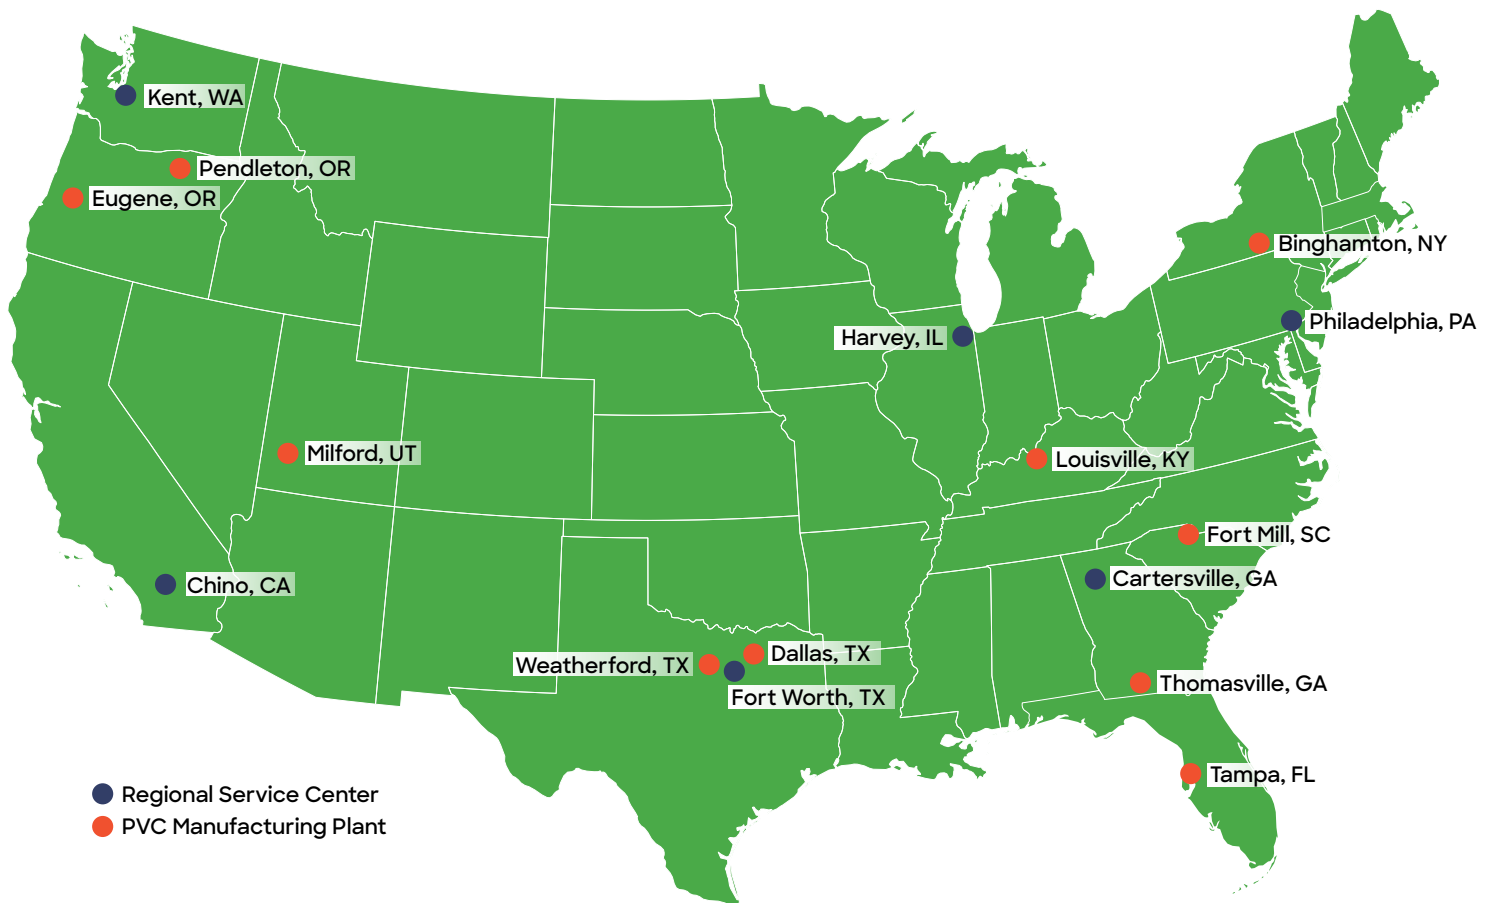 Kent, WA
Pendleton, OR
Eugene, OR
Binghamton, NY
Philadelphia, PA
Harvey, IL
Milford, UT
Louisville, KY
Fort Mill, SC
Cartersville, GA
Chino, CA
Dallas, TX
Weatherford, TX
Fort Worth, TX
Thomasville, GA
Tampa, FL
Regional Service Center
PVC Manufacturing Plant